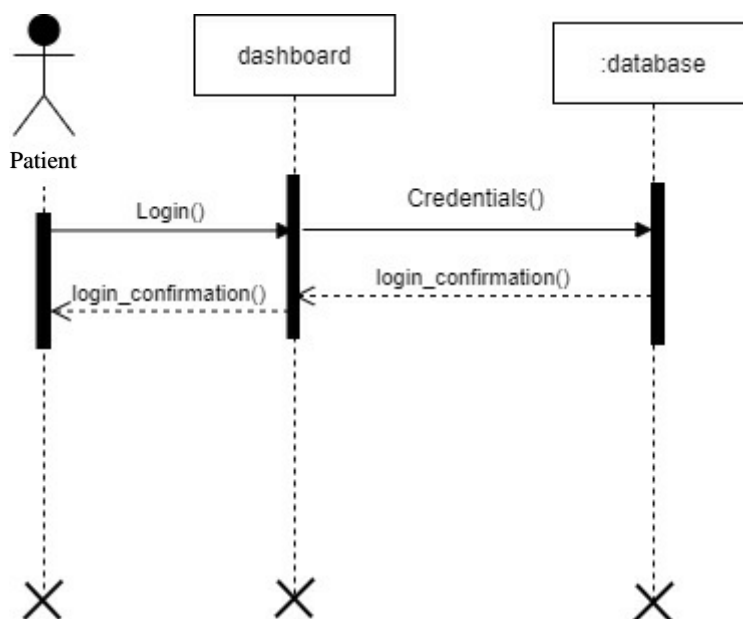 dashboard
:database
Patient
Login()
Credentials()
login_confirmation()
login_confirmation()